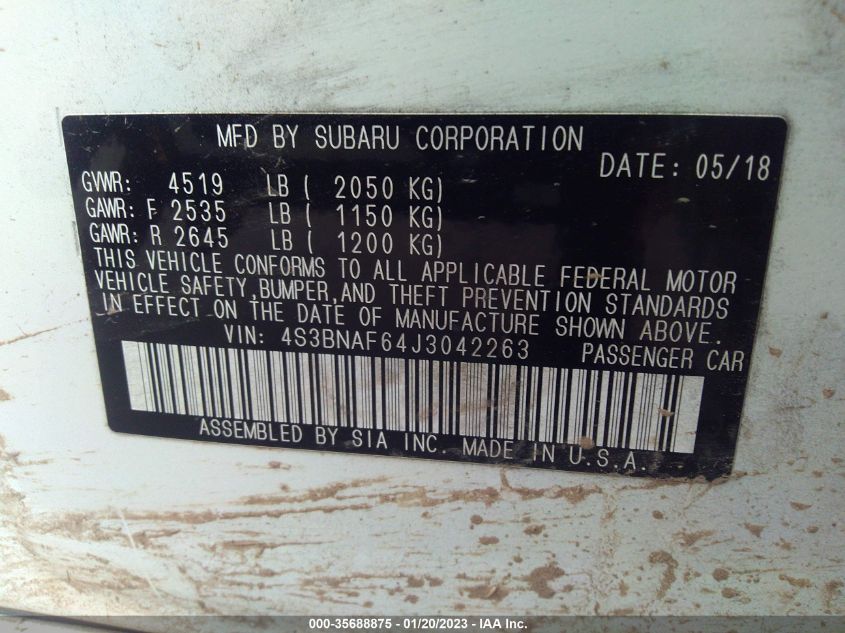 MFD BY SUBARU CORPORATION
DATE: 05/18
GVWR: 4519 LB ( 2050 KG)
GAWR: F 2535 LB ( 1150 KG)
GAWR: R 2645 LB ( 1200 KG)
THIS VEHICLE CONFORMS TO ALL APPLICABLE FEDERAL MOTOR
VEHICLE SAFETY,BUMPER,AND THEFT PREVENTION STANDARDS
IN EFFECT ON THE DATE OF MANUFACTURE SHOWN ABOVE.
VIN: 4S3BNAF64J3042263 PASSENGER CAR
ASSEMBLED BY SIA INC. MADE IN U.S.A.
000-35688875 - 01/20/2023 - IAA Inc.